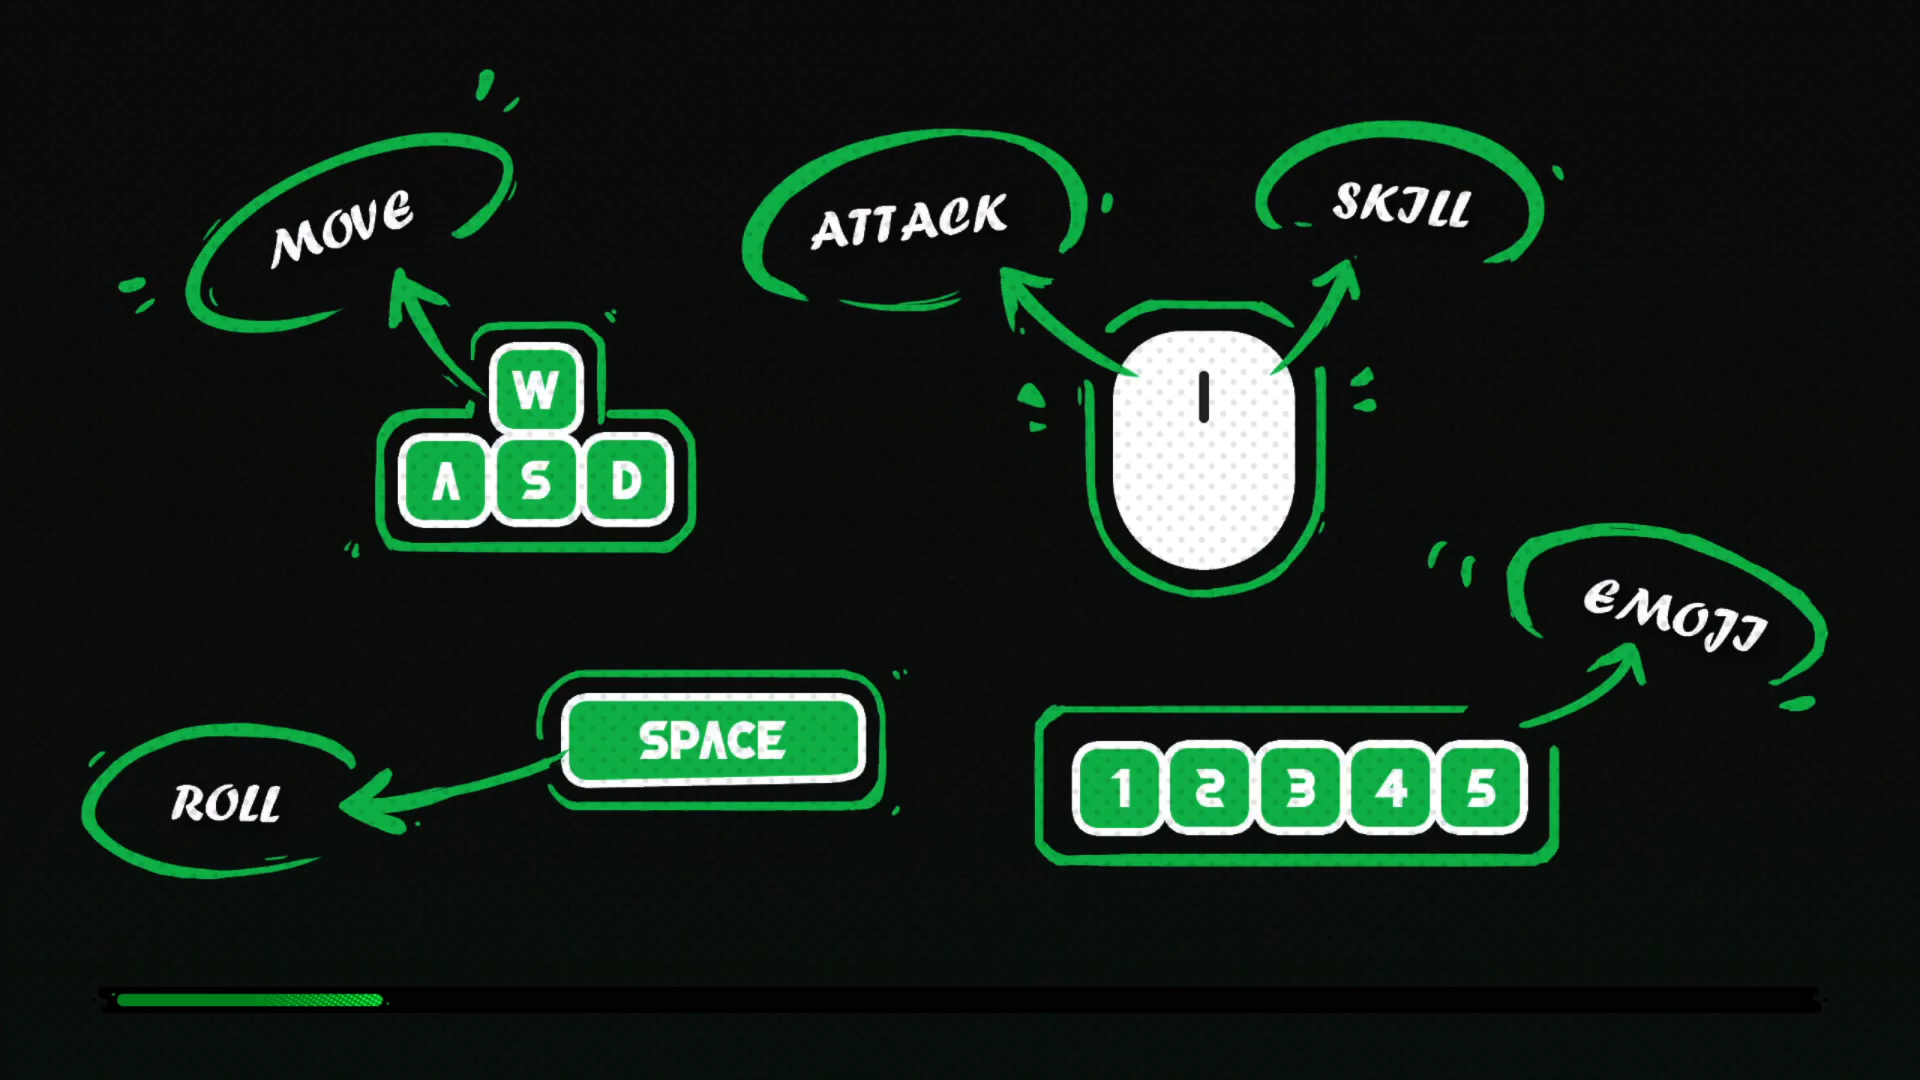 MOVE
ATTACK
SKILL
W
A S D
EMOJI
SPACE
ROLL
1 2 3 4 5